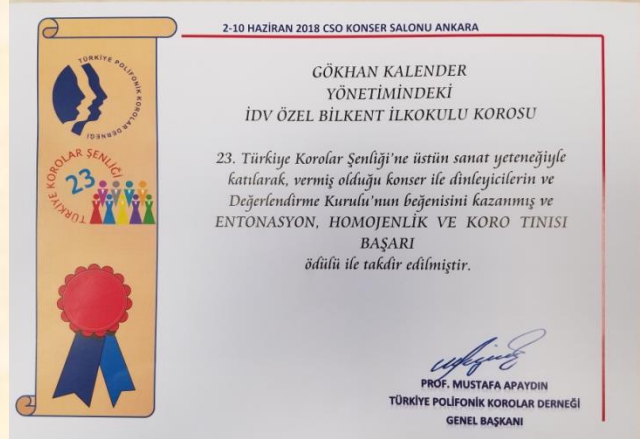 2-10 HAZİRAN 2018 CSO KONSER SALONU ANKARA
TÜRKİYE POLİFONİK KOROLAR DERNEĞİ
TÜRKİYE KOROLAR ŞENLİĞİ
23
GÖKHAN KALENDER
YÖNETİMİNDEKİ
İDV ÖZEL BİLKENT İLKOKULU KOROSU
23. Türkiye Korolar Şenliği'ne üstün sanat yeteneğiyle
katılarak, vermiş olduğu konser ile dinleyicilerin ve
Değerlendirme Kurulu'nun beğenisini kazanmış ve
ENTONASYON, HOMOJENLİK VE KORO TINISI
BAŞARI
ödülü ile takdir edilmiştir.
PROF. MUSTAFA APAYDIN
TÜRKİYE POLİFONİK KOROLAR DERNEĞİ
GENEL BAŞKANI